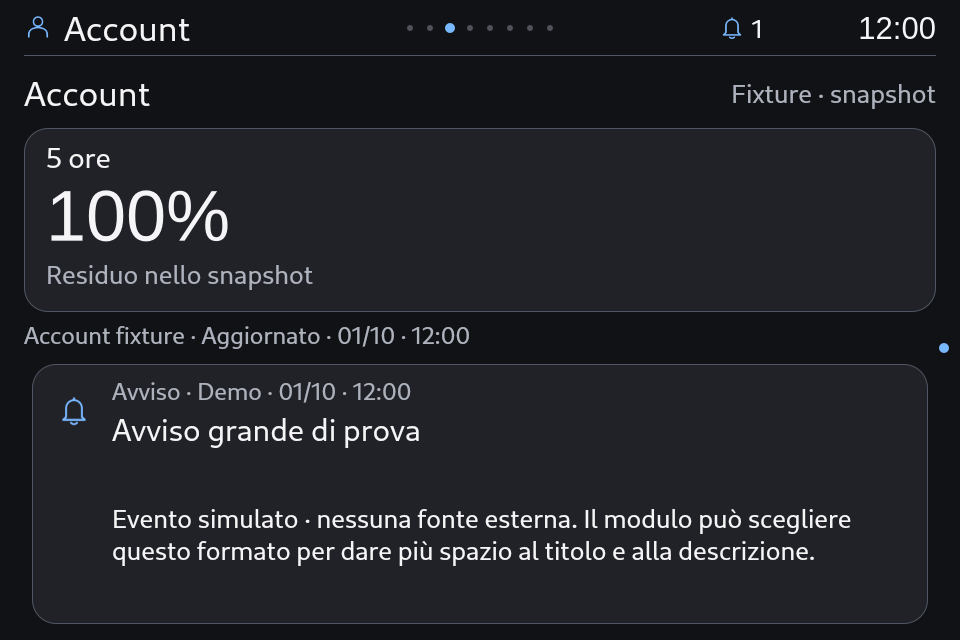 Account
1
12:00
Account
Fixture · snapshot
5 ore
100%
Residuo nello snapshot
Account fixture · Aggiornato · 01/10 · 12:00
Avviso · Demo · 01/10 · 12:00
Avviso grande di prova
Evento simulato · nessuna fonte esterna. Il modulo può scegliere
questo formato per dare più spazio al titolo e alla descrizione.